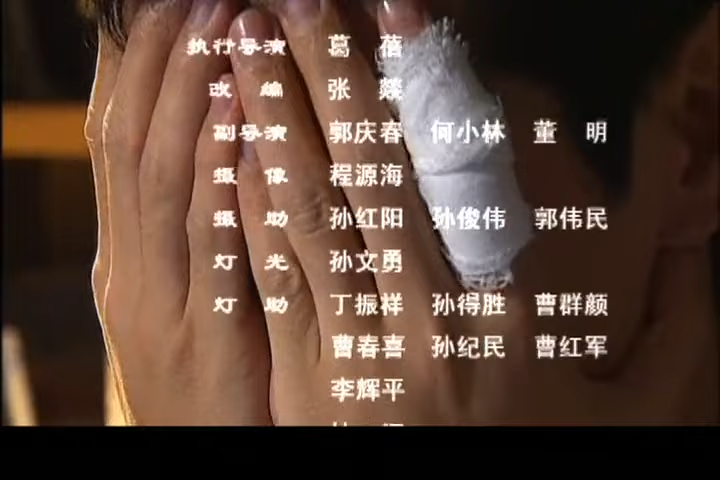 执行导演 葛蓓
改编 张燚
副导演 郭庆春 何小林 董明
摄像 程源海
摄助 孙红阳 孙俊伟 郭伟民
灯光 孙文勇
灯助 丁振祥 孙得胜 曹群颜
曹春喜 孙纪民 曹红军
李辉平